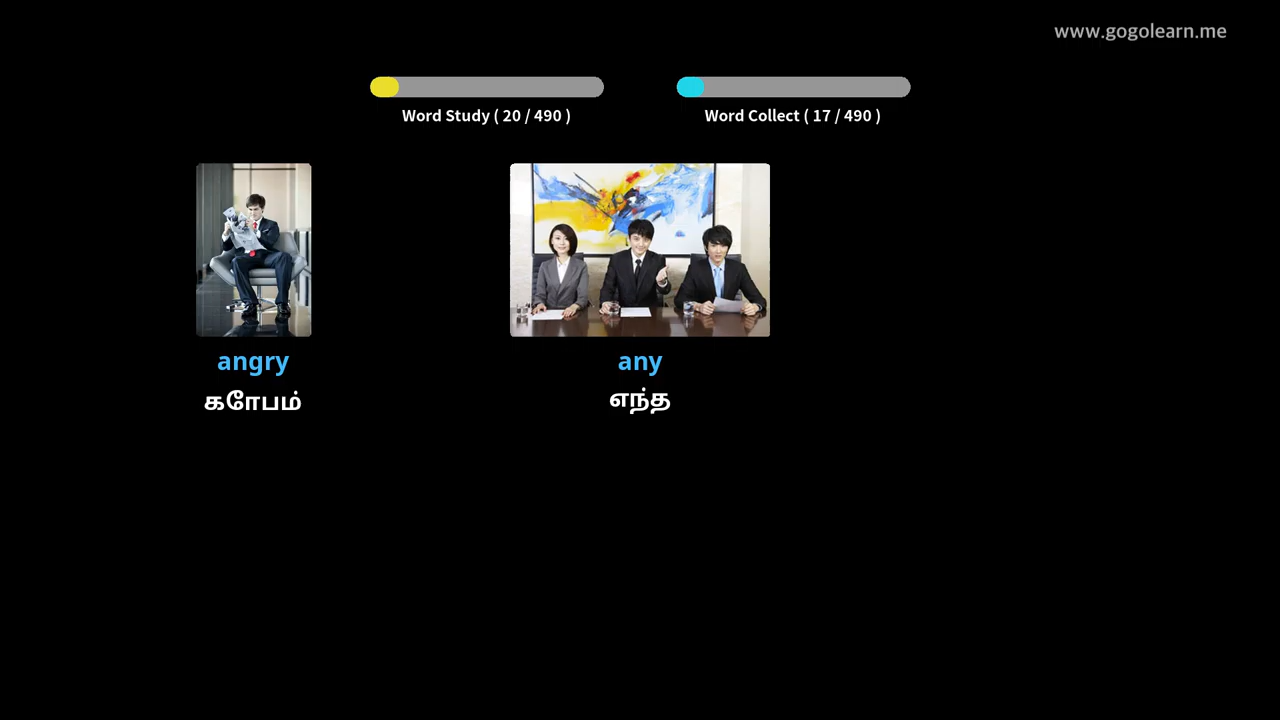 www.gogolearn.me
Word Study ( 20 / 490 )
Word Collect ( 17 / 490 )
angry
any
கோபம்
எந்த